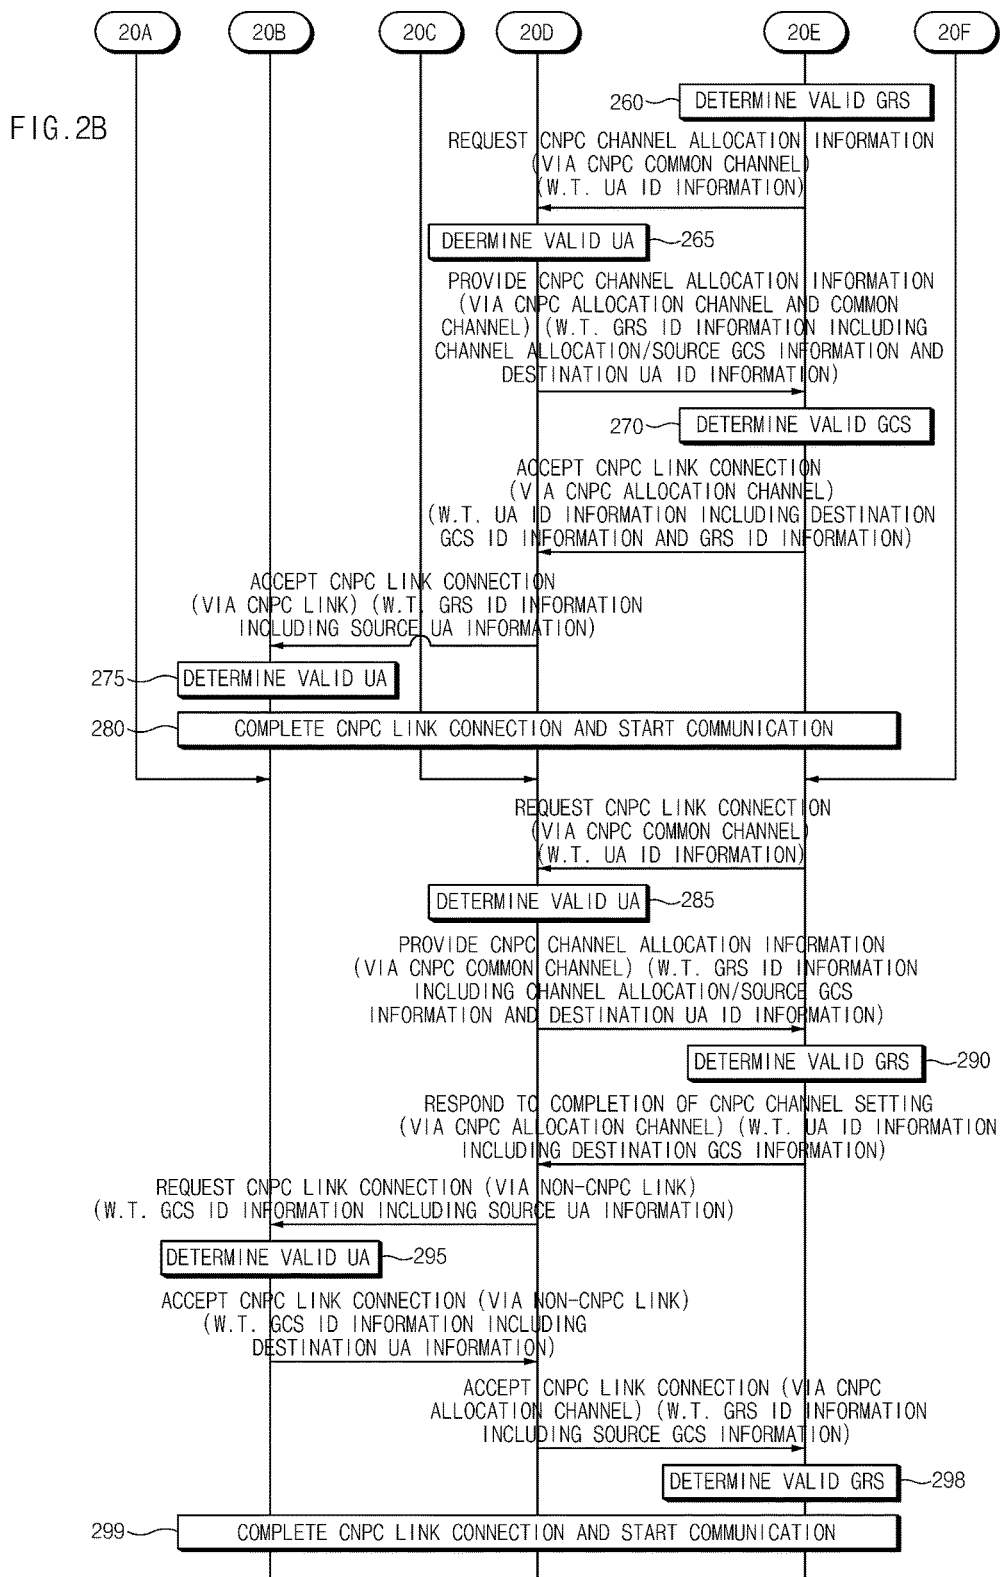 20A 20B 20C 20D 20E 20F
FIG.2B
260 DETERMINE VALID GRS
REQUEST CNPC CHANNEL ALLOCATION INFORMATION
(VIA CNPC COMMON CHANNEL)
(W.T. UA ID INFORMATION)
DEERMINE VALID UA 265
PROVIDE CNPC CHANNEL ALLOCATION INFORMATION
(VIA CNPC ALLOCATION CHANNEL AND COMMON
CHANNEL) (W.T. GRS ID INFORMATION INCLUDING
CHANNEL ALLOCATION/SOURCE GCS INFORMATION AND
DESTINATION UA ID INFORMATION)
270 DETERMINE VALID GCS
ACCEPT CNPC LINK CONNECTION
(VIA CNPC ALLOCATION CHANNEL)
(W.T. UA ID INFORMATION INCLUDING DESTINATION
GCS ID INFORMATION AND GRS ID INFORMATION)
ACCEPT CNPC LINK CONNECTION
(VIA CNPC LINK) (W.T. GRS ID INFORMATION
INCLUDING SOURCE UA INFORMATION)
275 DETERMINE VALID UA
280 COMPLETE CNPC LINK CONNECTION AND START COMMUNICATION
REQUEST CNPC LINK CONNECTION
(VIA CNPC COMMON CHANNEL)
(W.T. UA ID INFORMATION)
DETERMINE VALID UA 285
PROVIDE CNPC CHANNEL ALLOCATION INFORMATION
(VIA CNPC COMMON CHANNEL) (W.T. GRS ID INFORMATION
INCLUDING CHANNEL ALLOCATION/SOURCE GCS
INFORMATION AND DESTINATION UA ID INFORMATION)
DETERMINE VALID GRS 290
RESPOND TO COMPLETION OF CNPC CHANNEL SETTING
(VIA CNPC ALLOCATION CHANNEL) (W.T. UA ID INFORMATION
INCLUDING DESTINATION GCS INFORMATION)
REQUEST CNPC LINK CONNECTION (VIA NON-CNPC LINK)
(W.T. GCS ID INFORMATION INCLUDING SOURCE UA INFORMATION)
DETERMINE VALID UA 295
ACCEPT CNPC LINK CONNECTION (VIA NON-CNPC LINK)
(W.T. GCS ID INFORMATION INCLUDING
DESTINATION UA INFORMATION)
ACCEPT CNPC LINK CONNECTION (VIA CNPC
ALLOCATION CHANNEL) (W.T. GRS ID INFORMATION
INCLUDING SOURCE GCS INFORMATION)
DETERMINE VALID GRS 298
299 COMPLETE CNPC LINK CONNECTION AND START COMMUNICATION